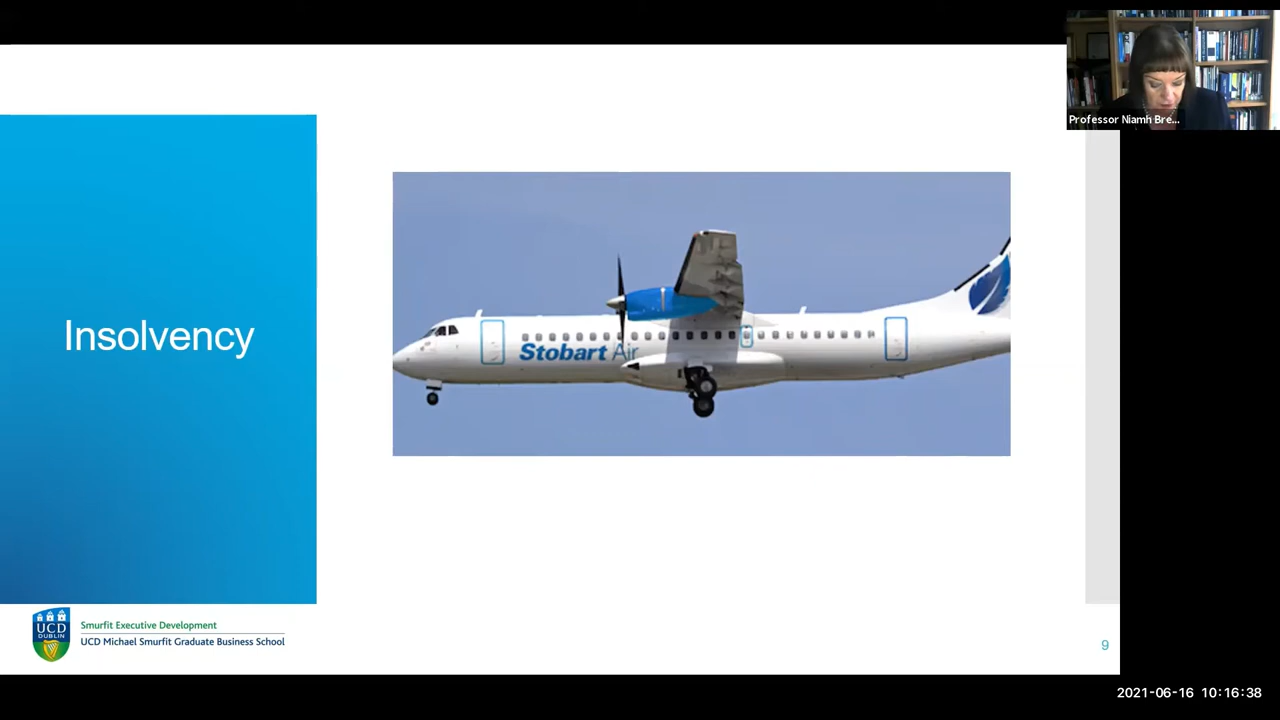 Professor Niamh Bre...
Insolvency
Stobart Air
UCD
DUBLIN
Smurfit Executive Development
UCD Michael Smurfit Graduate Business School
9
2021-06-16 10:16:38